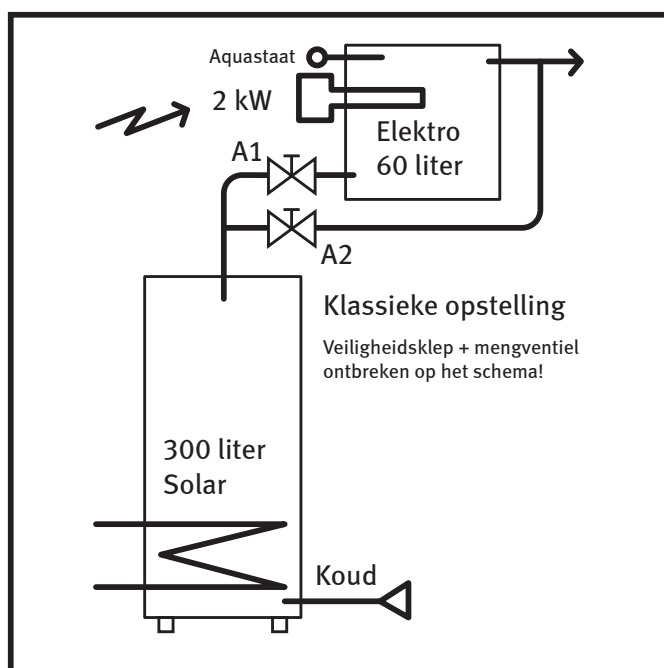 Aquastaat
2 kW
Elektro
60 liter
A1
A2
Klassieke opstelling
Veiligheidsklep + mengventiel
ontbreken op het schema!
300 liter
Solar
Koud